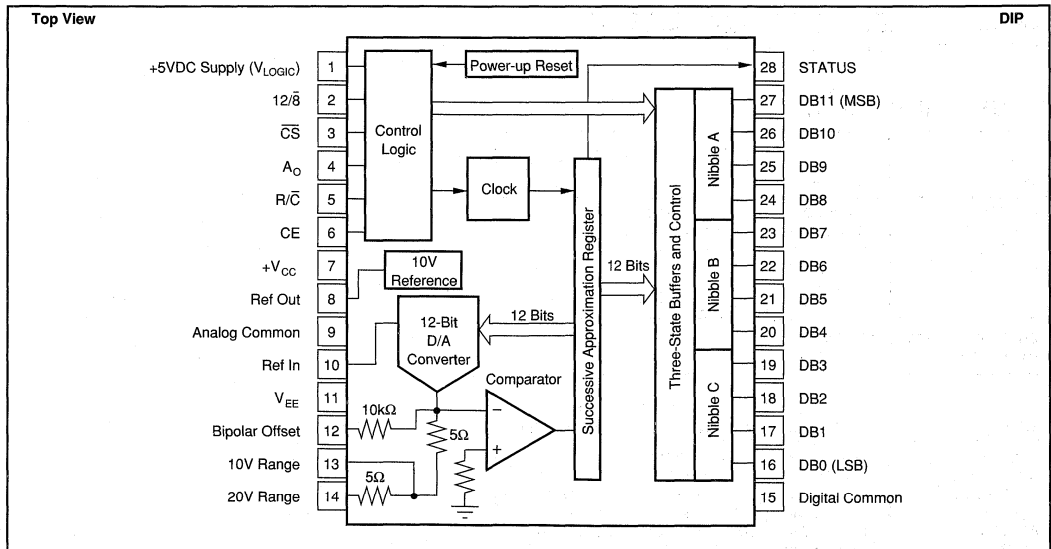 Top View
DIP
+5VDC Supply (V_LOGIC) 1
12/8̅ 2
C̅S̅ 3
A_O 4
R/C̅ 5
CE 6
+V_CC 7
Ref Out 8
Analog Common 9
Ref In 10
V_EE 11
Bipolar Offset 12
10V Range 13
20V Range 14
Control
Logic
Power-up Reset
Clock
10V
Reference
12-Bit
D/A
Converter
12 Bits
Comparator
10kΩ
5Ω
5Ω
−
+
Successive Approximation Register
12 Bits
Three-State Buffers and Control
Nibble A
Nibble B
Nibble C
28 STATUS
27 DB11 (MSB)
26 DB10
25 DB9
24 DB8
23 DB7
22 DB6
21 DB5
20 DB4
19 DB3
18 DB2
17 DB1
16 DB0 (LSB)
15 Digital Common